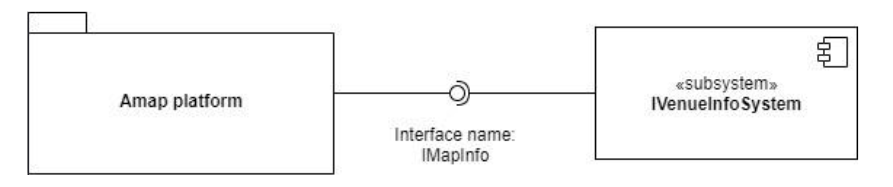 Amap platform
Interface name:
IMapInfo
«subsystem»
IVenueInfoSystem